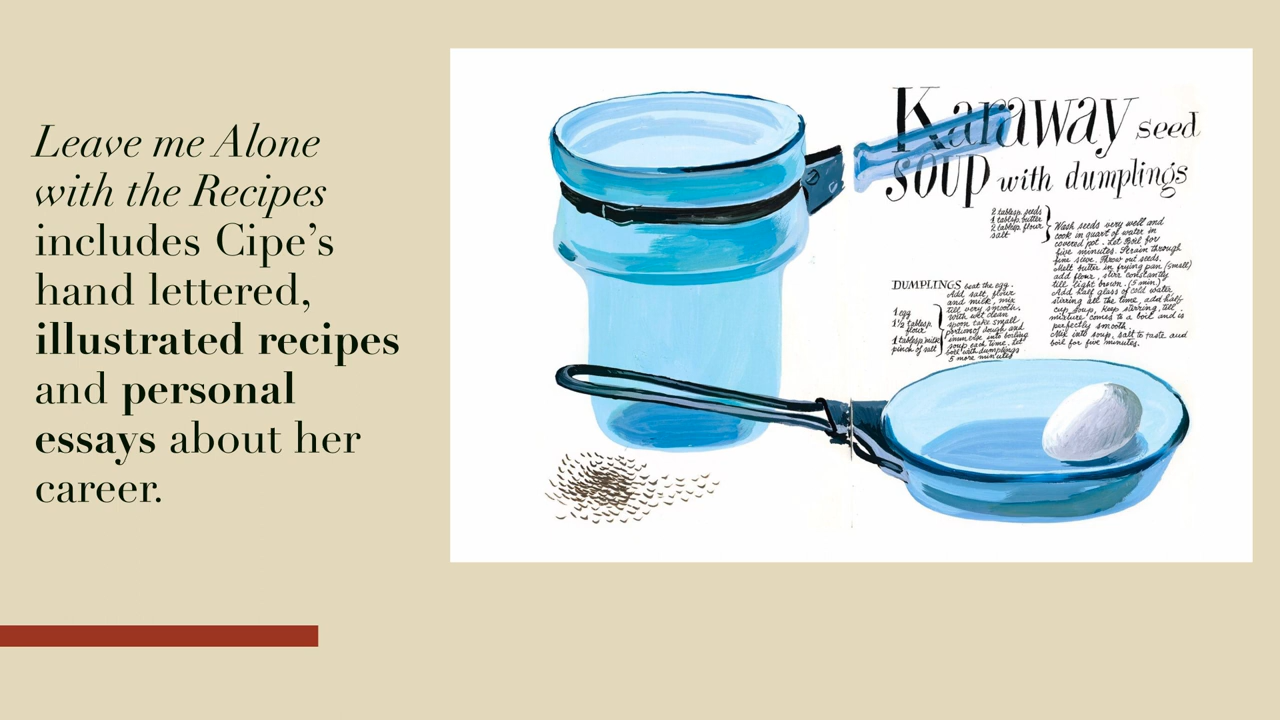 Leave me Alone
with the Recipes
includes Cipe’s
hand lettered,
illustrated recipes
and personal
essays about her
career.
Karaway seed
soup with dumplings
2 tablesp. seeds
1 tablesp. butter
2 tablesp. flour
salt
Wash seeds very well and
cook in quart of water in
covered pot. Let boil for
five minutes. Strain through
fine sieve. Throw out seeds.
Melt butter in frying pan (small)
add flour, stir constantly
till light brown. (5 min)
Add half glass of cold water
stirring all the time, add half
cup soup, keep stirring, till
mixture comes to a boil and is
perfectly smooth.
Mix into soup, salt to taste and
boil for five minutes.
DUMPLINGS
1 egg
1½ tablesp.
flour
1 tablesp. milk
pinch of salt
beat the egg.
Add salt, flour
and milk, mix
till very smooth.
With wet clean
spoon take small
portions of dough and
immerse into boiling
soup each time. Let
boil with dumplings
5 more minutes